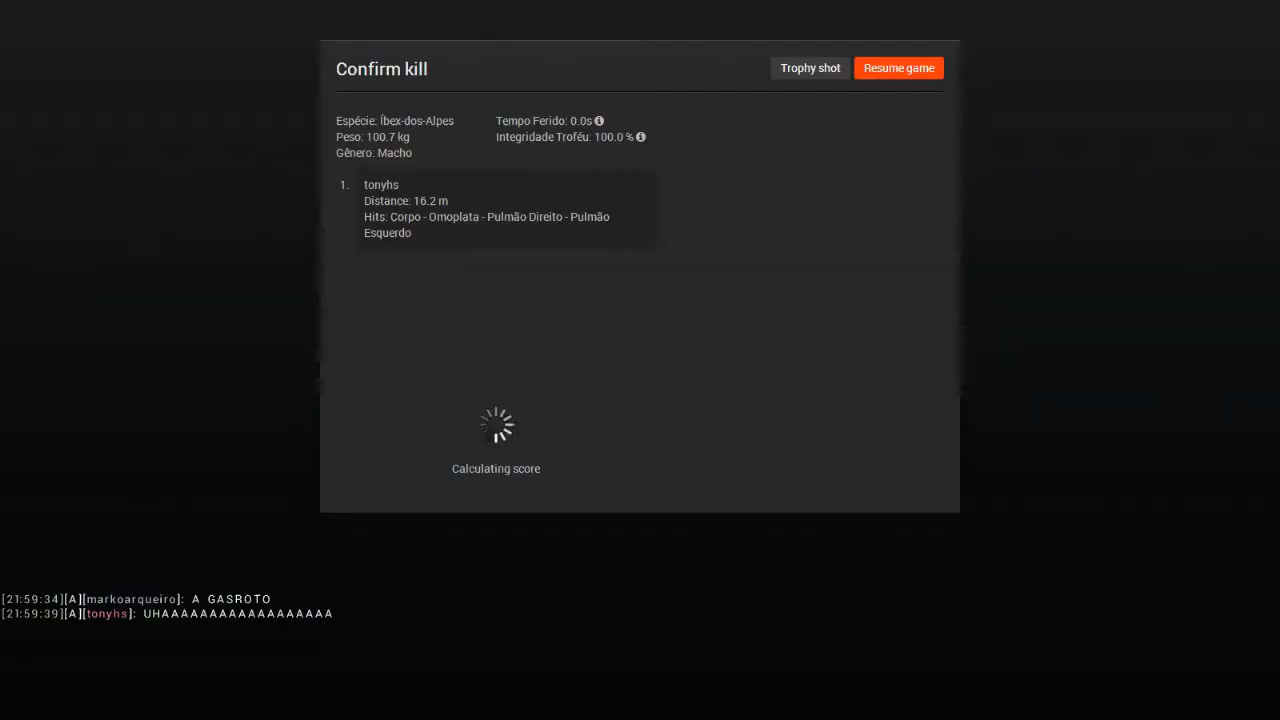 Confirm kill
Trophy shot
Resume game
Espécie: Íbex-dos-Alpes
Peso: 100.7 kg
Gênero: Macho
Tempo Ferido: 0.0s
Integridade Troféu: 100.0 %
1.
tonyhs
Distance: 16.2 m
Hits: Corpo - Omoplata - Pulmão Direito - Pulmão
Esquerdo
Calculating score
[21:59:34][A][markoarqueiro]: A GASROTO
[21:59:39][A][tonyhs]: UHAAAAAAAAAAAAAAAAAA